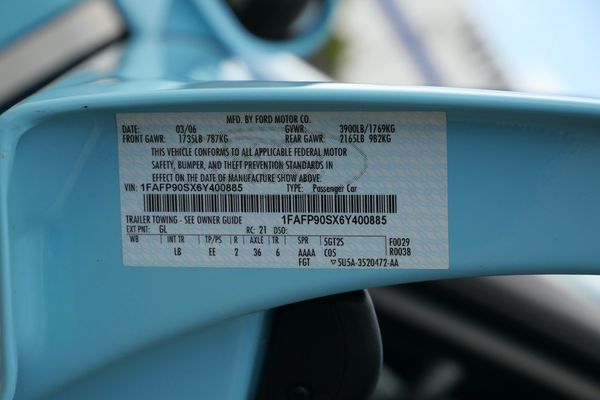 MFD. BY FORD MOTOR CO.
DATE: 03/06 GVWR: 3900LB/1769KG
FRONT GAWR: 1735LB 787KG REAR GAWR: 2165LB 982KG
THIS VEHICLE CONFORMS TO ALL APPLICABLE FEDERAL MOTOR
SAFETY, BUMPER, AND THEFT PREVENTION STANDARDS IN
EFFECT ON THE DATE OF MANUFACTURE SHOW ABOVE.
VIN: 1FAFP90SX6Y400885 TYPE: Passenger Car
1FAFP90SX6Y400885
TRAILER TOWING - SEE OWNER GUIDE
EXT PNT: GL RC: 21 DSO:
WB INT TR TP/PS R AXLE TR SPR 5GT25 F0029
LB EE 2 36 6 AAAA C05 R0038
FGT ▽5U5A-3520472-AA